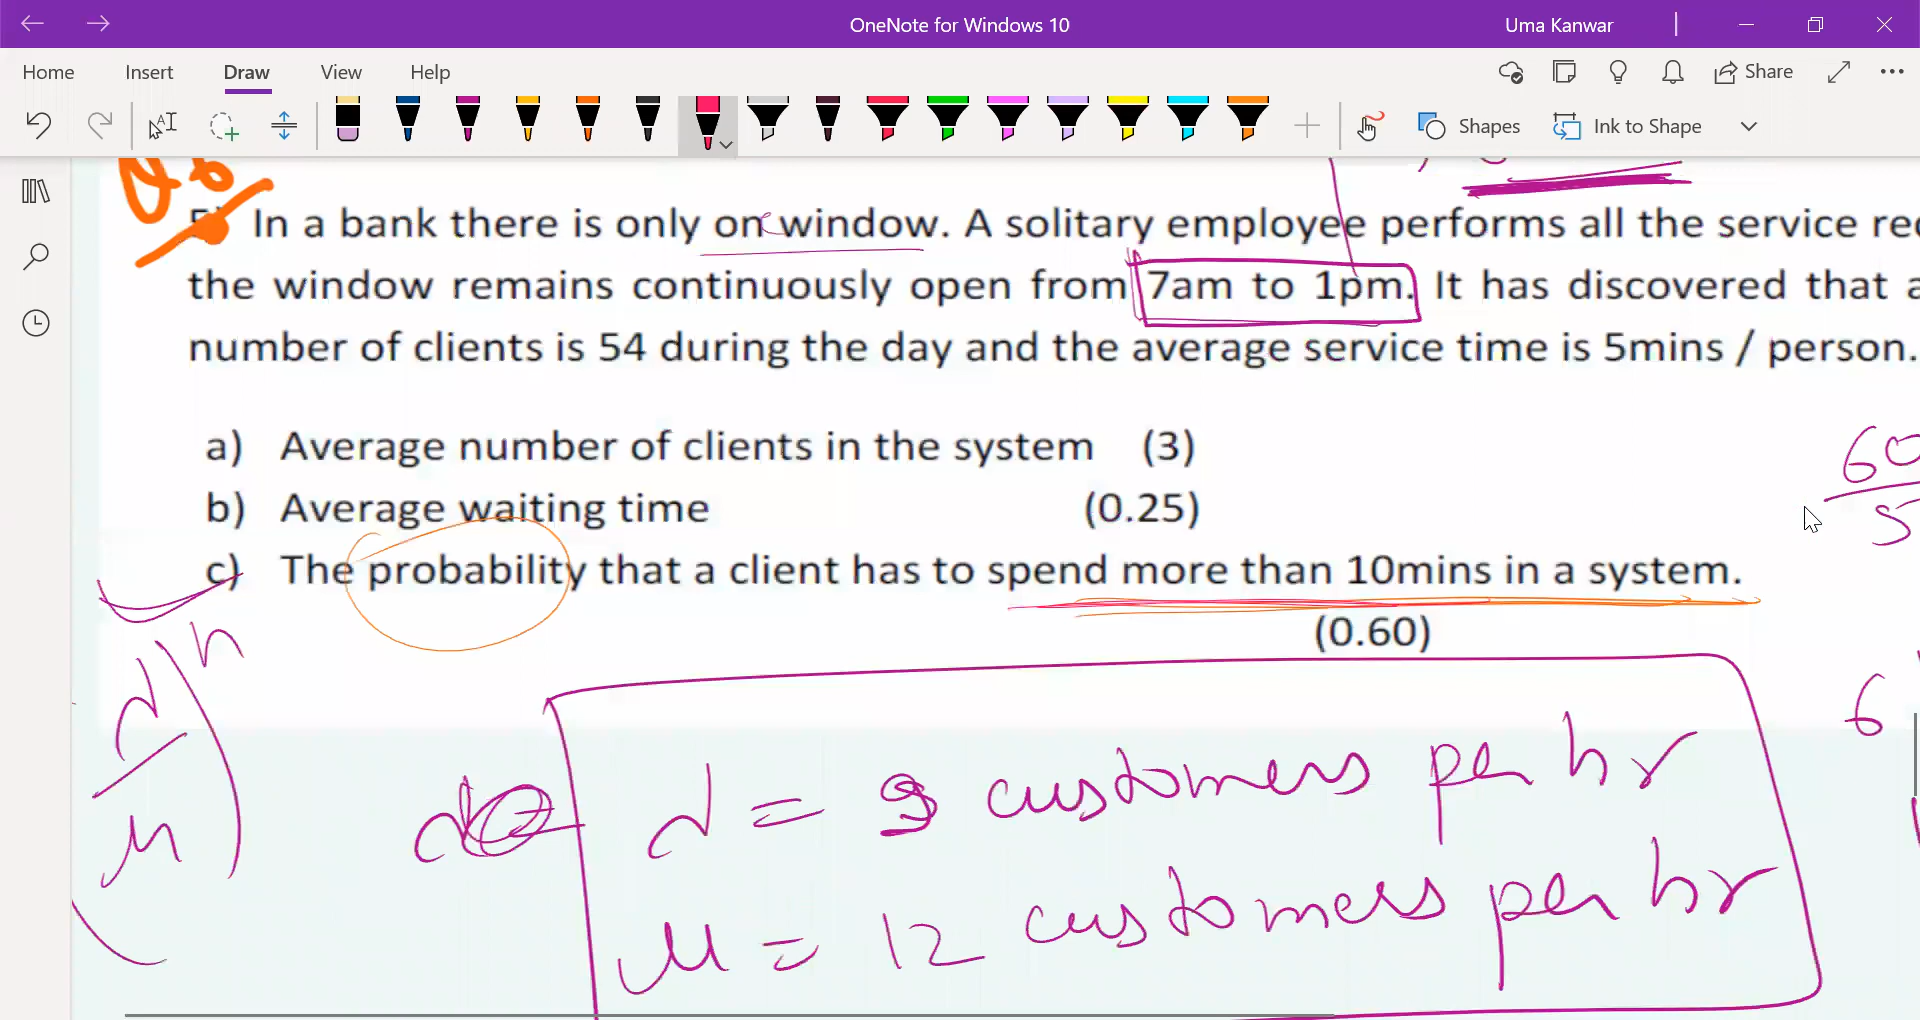 OneNote for Windows 10
Uma Kanwar
Home Insert Draw View Help
Share
Shapes
Ink to Shape
In a bank there is only on e window. A solitary employee performs all the service
the window remains continuously open from 7am to 1pm. It has discovered that a
number of clients is 54 during the day and the average service time is 5mins / person.
a) Average number of clients in the system (3)
b) Average waiting time (0.25)
c) The probability that a client has to spend more than 10mins in a system.
(0.60)
60
5
6
n
λ
μ
λ = 9 customers per hr
μ = 12 customers per hr